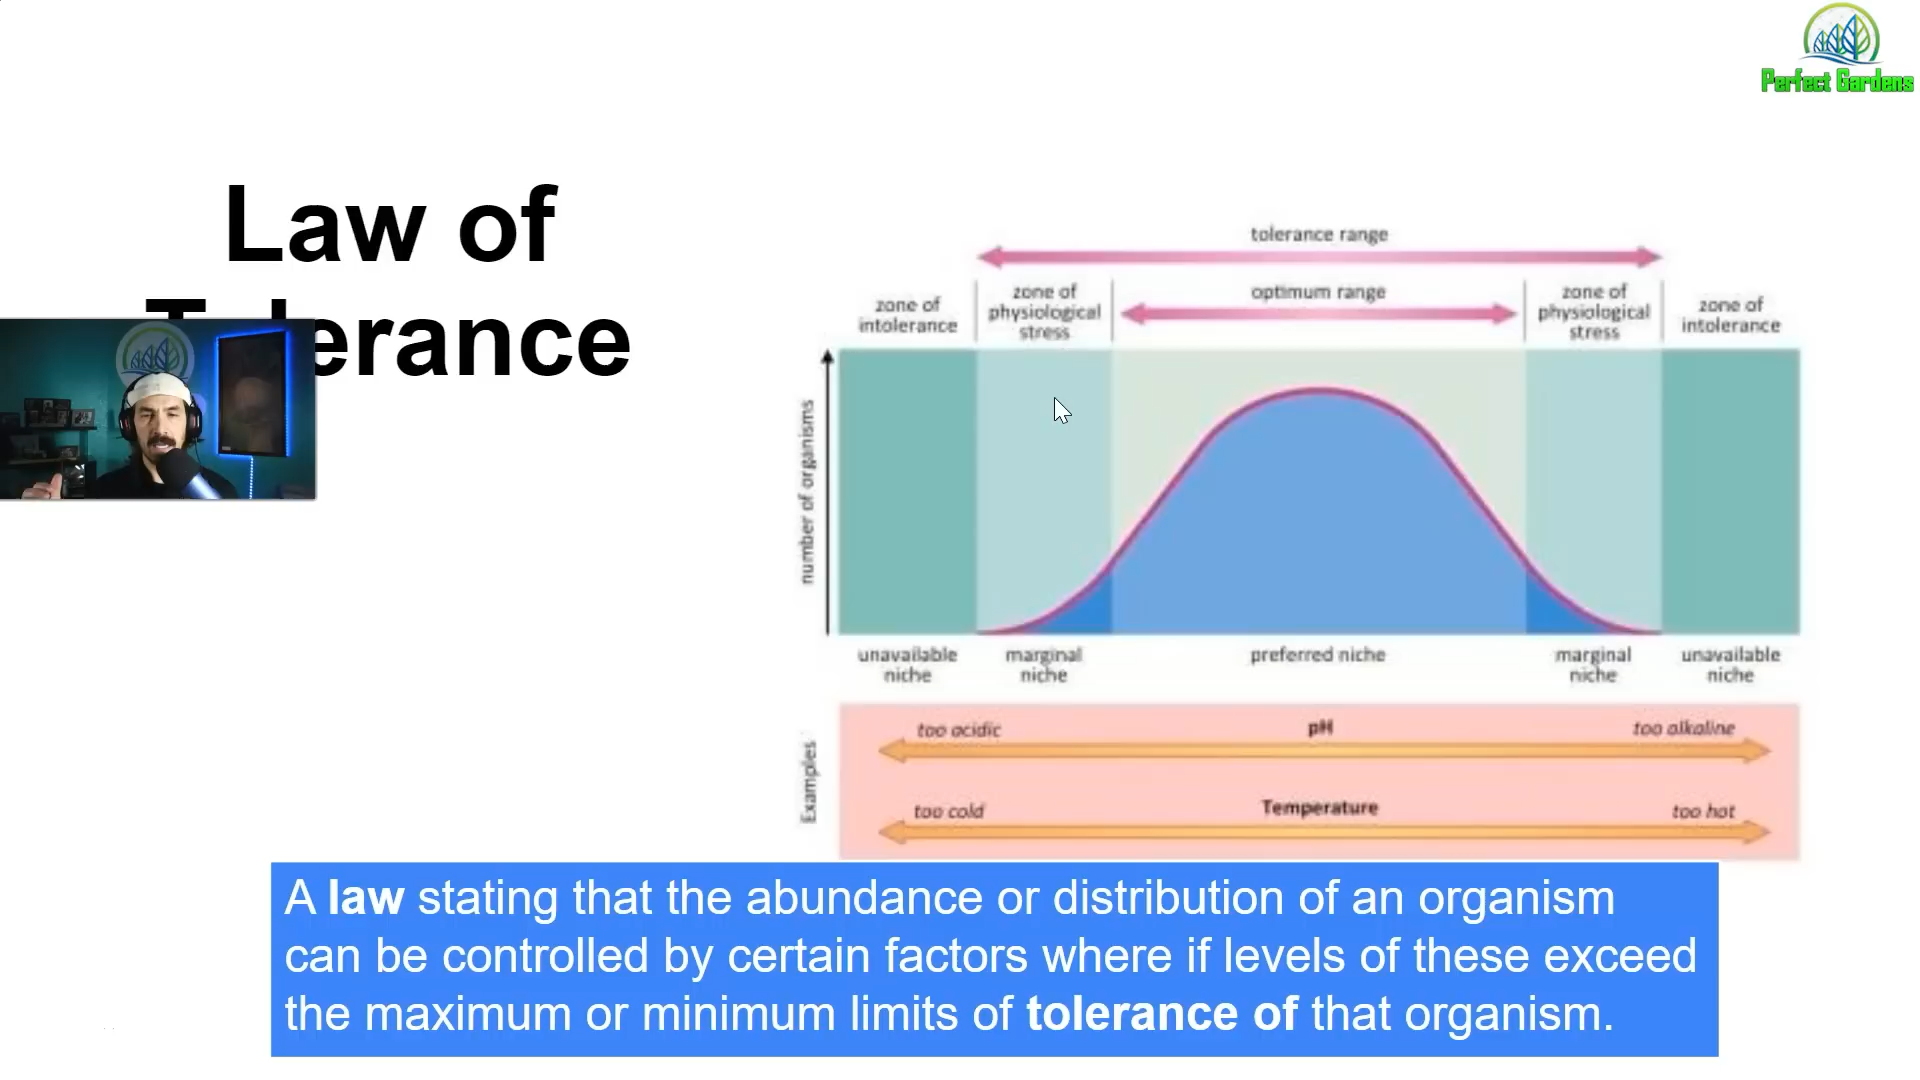 Perfect Gardens
Law of
Tolerance
tolerance range
zone of
intolerance
zone of
physiological
stress
optimum range
zone of
physiological
stress
zone of
intolerance
number of organisms
unavailable
niche
marginal
niche
preferred niche
marginal
niche
unavailable
niche
Examples
too acidic
pH
too alkaline
too cold
Temperature
too hot
A law stating that the abundance or distribution of an organism
can be controlled by certain factors where if levels of these exceed
the maximum or minimum limits of tolerance of that organism.